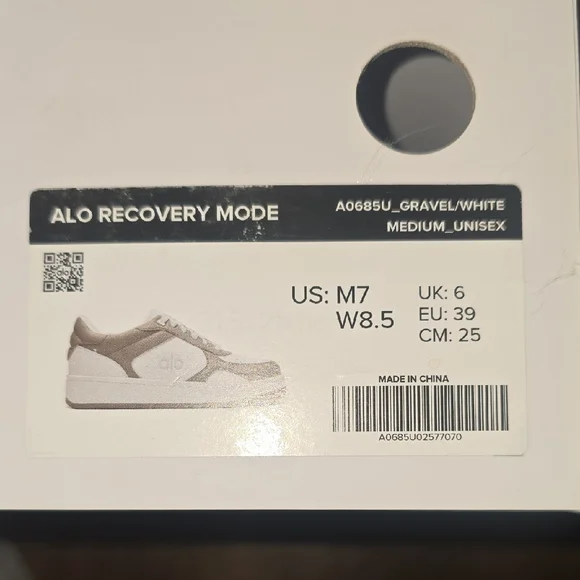 ALO RECOVERY MODE
A0685U_GRAVEL/WHITE
MEDIUM_UNISEX
US: M7
W8.5
UK: 6
EU: 39
CM: 25
alo
MADE IN CHINA
A0685U02577070